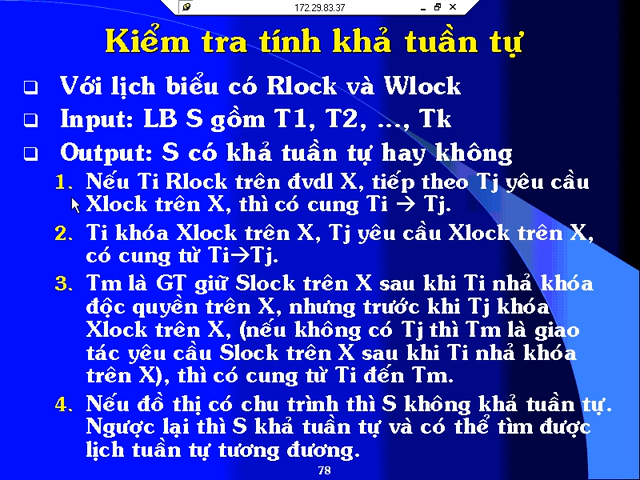 172.29.83.37
Kiểm tra tính khả tuần tự
Với lịch biểu có Rlock và Wlock
Input: LB S gồm T1, T2, ..., Tk
Output: S có khả tuần tự hay không
1. Nếu Ti Rlock trên đvdl X, tiếp theo Tj yêu cầu
Xlock trên X, thì có cung Ti → Tj.
2. Ti khóa Xlock trên X, Tj yêu cầu Xlock trên X,
có cung từ Ti→Tj.
3. Tm là GT giữ Slock trên X sau khi Ti nhả khóa
độc quyền trên X, nhưng trước khi Tj khóa
Xlock trên X, (nếu không có Tj thì Tm là giao
tác yêu cầu Slock trên X sau khi Ti nhả khóa
trên X), thì có cung từ Ti đến Tm.
4. Nếu đồ thị có chu trình thì S không khả tuần tự.
Ngược lại thì S khả tuần tự và có thể tìm được
lịch tuần tự tương đương.
78